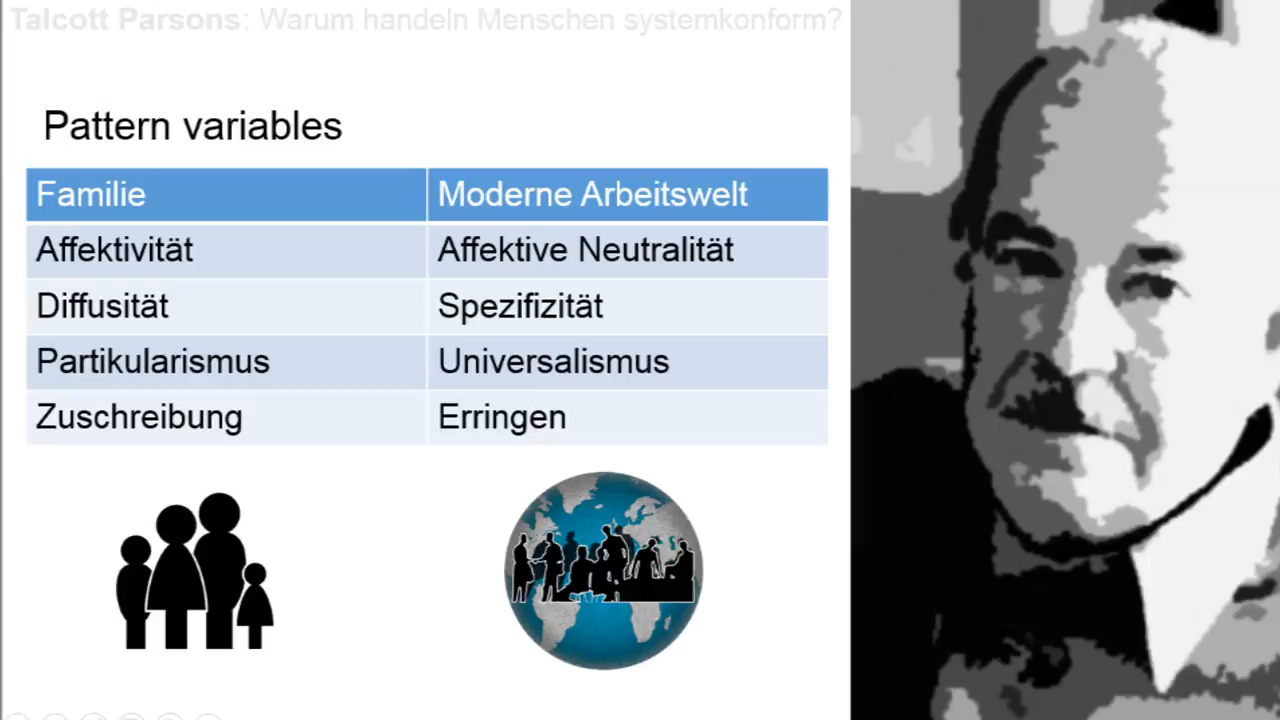 Talcott Parsons: Warum handeln Menschen systemkonform?
Pattern variables
Familie Moderne Arbeitswelt
Affektivität Affektive Neutralität
Diffusität Spezifizität
Partikularismus Universalismus
Zuschreibung Erringen